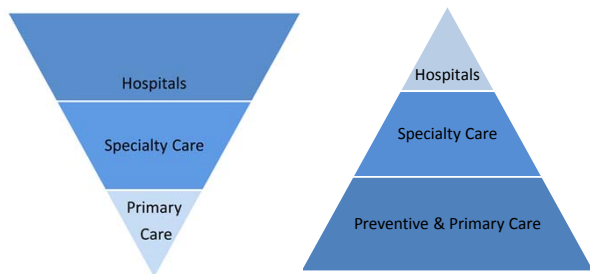 Hospitals
Specialty Care
Primary
Care
Hospitals
Specialty Care
Preventive & Primary Care